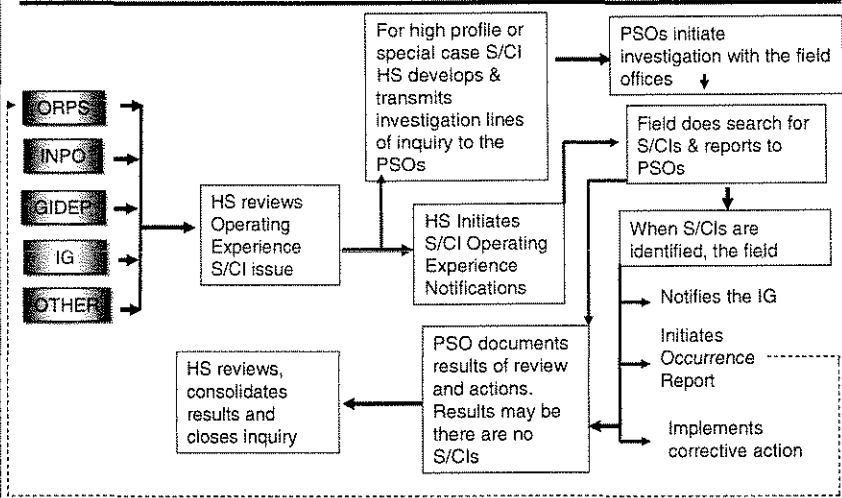 ORPS
INPO
GIDEP
IG
OTHER
HS reviews
Operating
Experience
S/CI issue
For high profile or
special case S/CI
HS develops &
transmits
investigation lines
of inquiry to the
PSOs
PSOs initiate
investigation with the field
offices
HS Initiates
S/CI Operating
Experience
Notifications
Field does search for
S/CIs & reports to
PSOs
When S/CIs are
identified, the field
Notifies the IG
Initiates
Occurrence
Report
Implements
corrective action
PSO documents
results of review
and actions.
Results may be
there are no
S/CIs
HS reviews,
consolidates
results and
closes inquiry